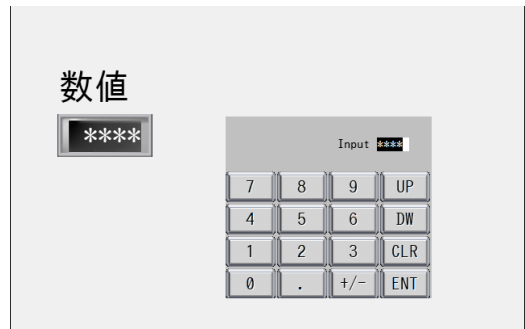 数値
****
Input ****
7 8 9 UP
4 5 6 DW
1 2 3 CLR
0 . +/- ENT